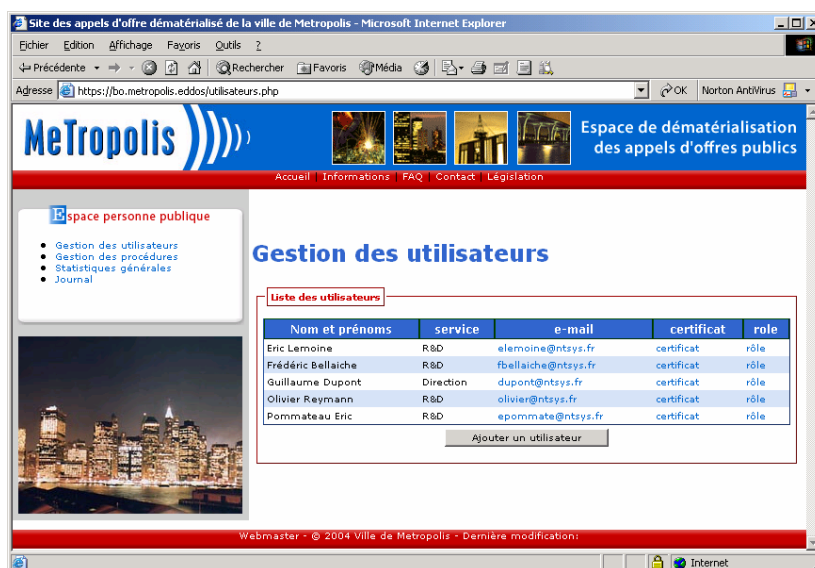 Site des appels d'offre dématérialisé de la ville de Metropolis - Microsoft Internet Explorer
Eichier Edition Affichage Favoris Outils ?
Précédente Rechercher Favoris Média
Adresse https://bo.metropolis.eddos/utilisateurs.php OK Norton AntiVirus
MeTropolis
Espace de dématérialisation
des appels d'offres publics
Accueil | Informations | FAQ | Contact | Législation
Espace personne publique
Gestion des utilisateurs
Gestion des procédures
Statistiques générales
Journal
Gestion des utilisateurs
Liste des utilisateurs
Nom et prénoms service e-mail certificat role
Eric Lemoine R&D elemoine@ntsys.fr certificat rôle
Frédéric Bellaiche R&D fbellaiche@ntsys.fr certificat rôle
Guillaume Dupont Direction dupont@ntsys.fr certificat rôle
Olivier Reymann R&D olivier@ntsys.fr certificat rôle
Pommateau Eric R&D epommate@ntsys.fr certificat rôle
Ajouter un utilisateur
Webmaster - © 2004 Ville de Metropolis - Dernière modification:
Internet